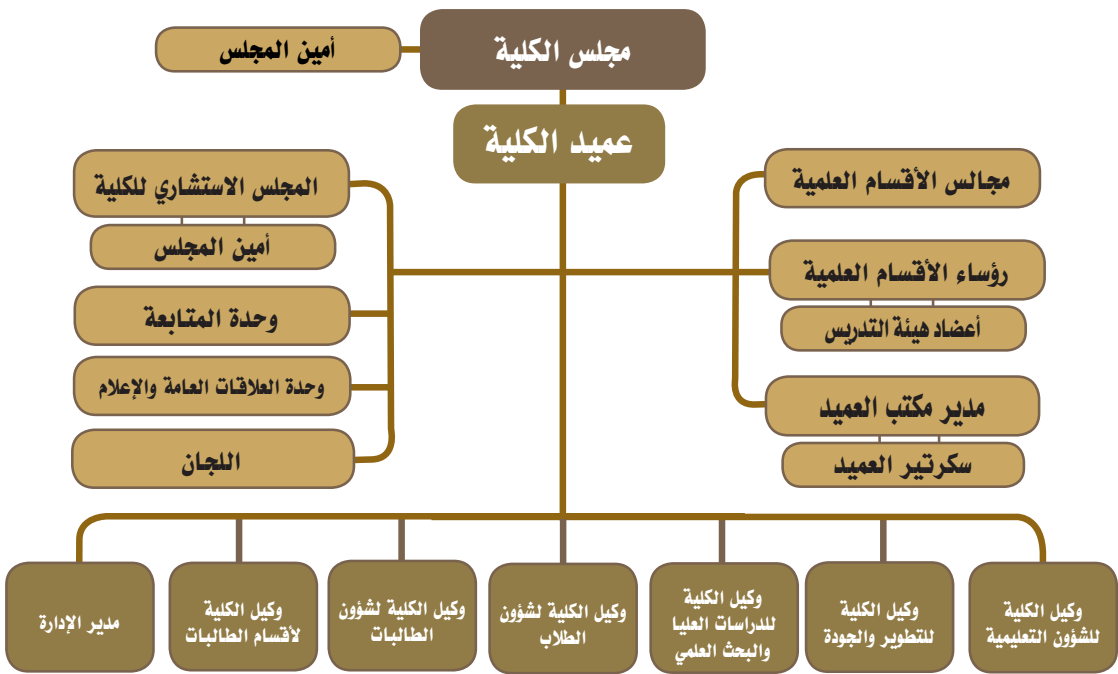 مجلس الكلية
أمين المجلس
عميد الكلية
مجالس الأقسام العلمية
رؤساء الأقسام العلمية
أعضاد هيئة التدريس
مدير مكتب العميد
سكرتير العميد
المجلس الاستشاري للكلية
أمين المجلس
وحدة المتابعة
وحدة العلاقات العامة والإعلام
اللجان
وكيل الكلية
للشؤون التعليمية
وكيل الكلية
للتطوير والجودة
وكيل الكلية
للدراسات العليا
والبحث العلمي
وكيل الكلية لشؤون
الطلاب
وكيل الكلية لشؤون
الطالبات
وكيل الكلية
لأقسام الطالبات
مدير الإدارة